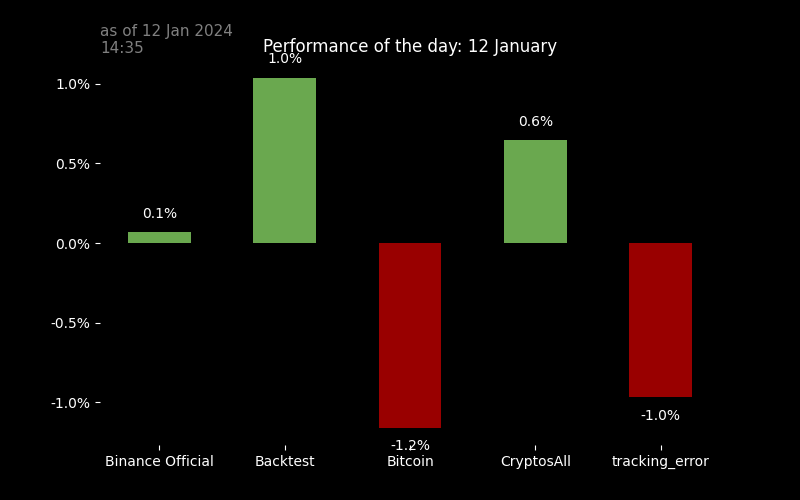 as of 12 Jan 2024
14:35
Performance of the day: 12 January
1.0%
1.0%
0.6%
0.5%
0.1%
0.0%
-0.5%
-1.0%
-1.0%
-1.2%
Binance Official
Backtest
Bitcoin
CryptosAll
tracking_error